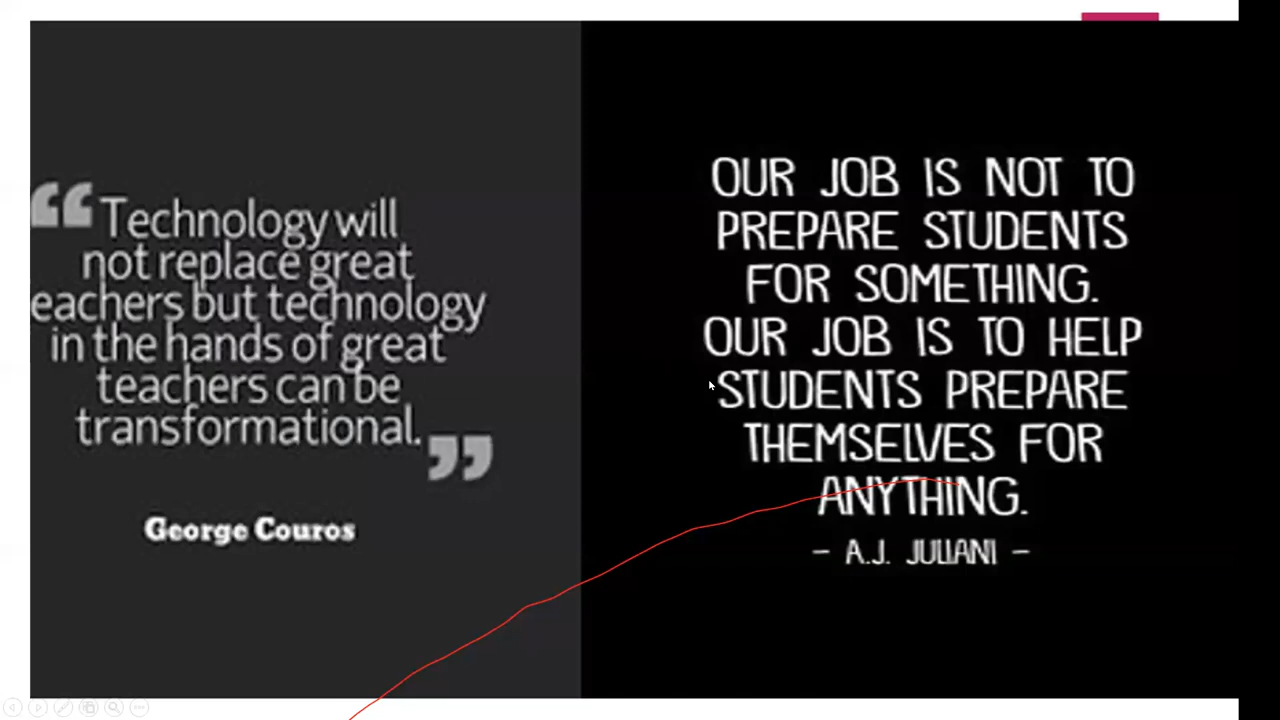 “Technology will
not replace great
eachers but technology
in the hands of great
teachers can be
transformational.”
George Couros
OUR JOB IS NOT TO
PREPARE STUDENTS
FOR SOMETHING.
OUR JOB IS TO HELP
STUDENTS PREPARE
THEMSELVES FOR
ANYTHING.
– A.J. JULIANI –